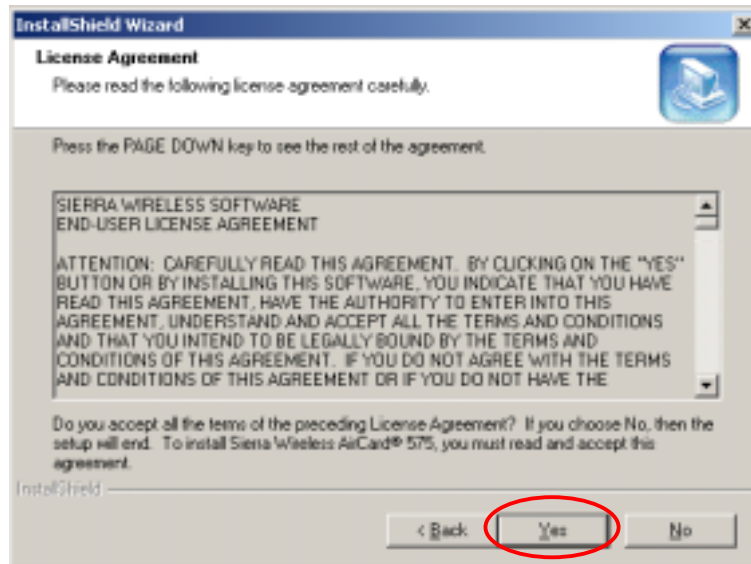 InstallShield Wizard
License Agreement
Please read the following license agreement carefully.
Press the PAGE DOWN key to see the rest of the agreement.
SIERRA WIRELESS SOFTWARE
END-USER LICENSE AGREEMENT
ATTENTION: CAREFULLY READ THIS AGREEMENT. BY CLICKING ON THE "YES"
BUTTON OR BY INSTALLING THIS SOFTWARE, YOU INDICATE THAT YOU HAVE
READ THIS AGREEMENT, HAVE THE AUTHORITY TO ENTER INTO THIS
AGREEMENT, UNDERSTAND AND ACCEPT ALL THE TERMS AND CONDITIONS
AND THAT YOU INTEND TO BE LEGALLY BOUND BY THE TERMS AND
CONDITIONS OF THIS AGREEMENT. IF YOU DO NOT AGREE WITH THE TERMS
AND CONDITIONS OF THIS AGREEMENT OR IF YOU DO NOT HAVE THE
Do you accept all the terms of the preceding License Agreement? If you choose No, then the
setup will end. To install Sierra Wireless AirCard® 575, you must read and accept this
agreement.
InstallShield
< Back
Yes
No